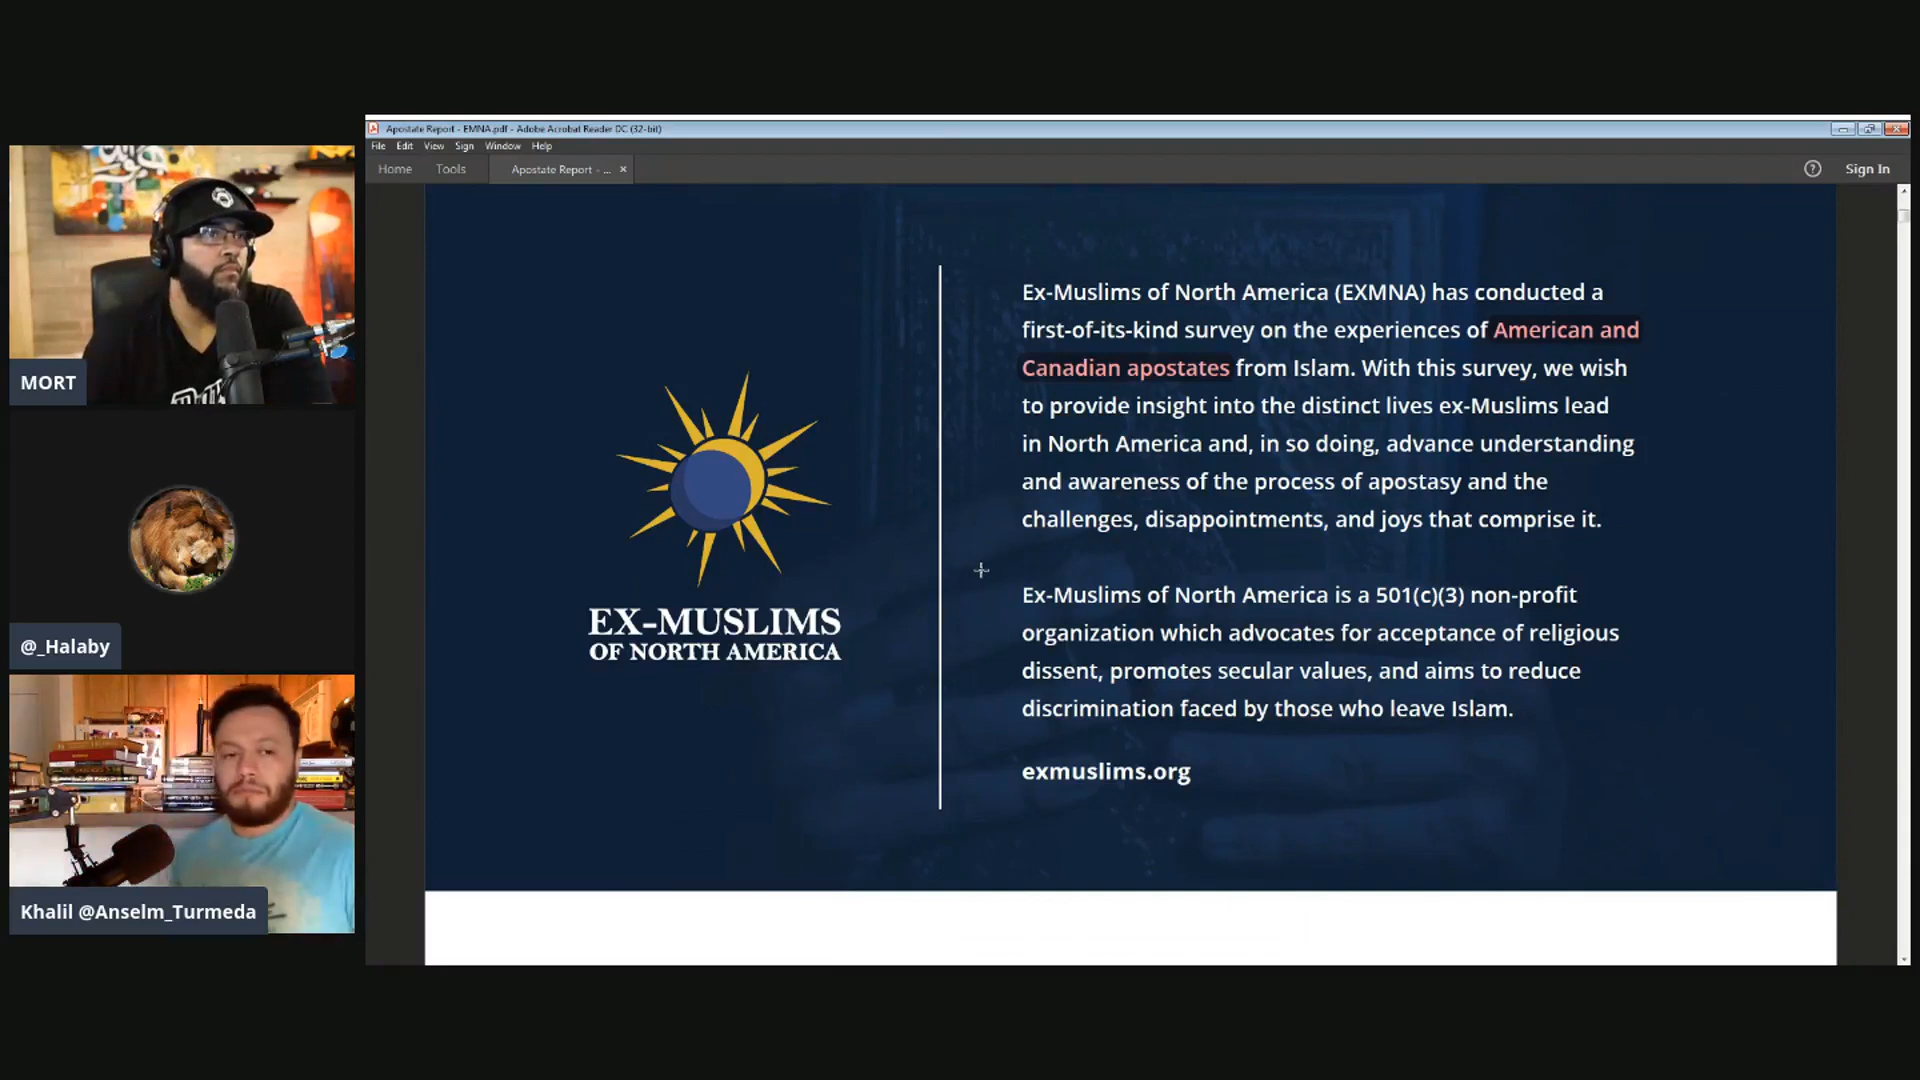 Apostate Report - EMNA.pdf - Adobe Acrobat Reader DC (32-bit)
File Edit View Sign Window Help
Home Tools Apostate Report - ... × ? Sign In
MORT
@_Halaby
Khalil @Anselm_Turmeda
EX-MUSLIMS
OF NORTH AMERICA
Ex-Muslims of North America (EXMNA) has conducted a
first-of-its-kind survey on the experiences of American and
Canadian apostates from Islam. With this survey, we wish
to provide insight into the distinct lives ex-Muslims lead
in North America and, in so doing, advance understanding
and awareness of the process of apostasy and the
challenges, disappointments, and joys that comprise it.
Ex-Muslims of North America is a 501(c)(3) non-profit
organization which advocates for acceptance of religious
dissent, promotes secular values, and aims to reduce
discrimination faced by those who leave Islam.
exmuslims.org